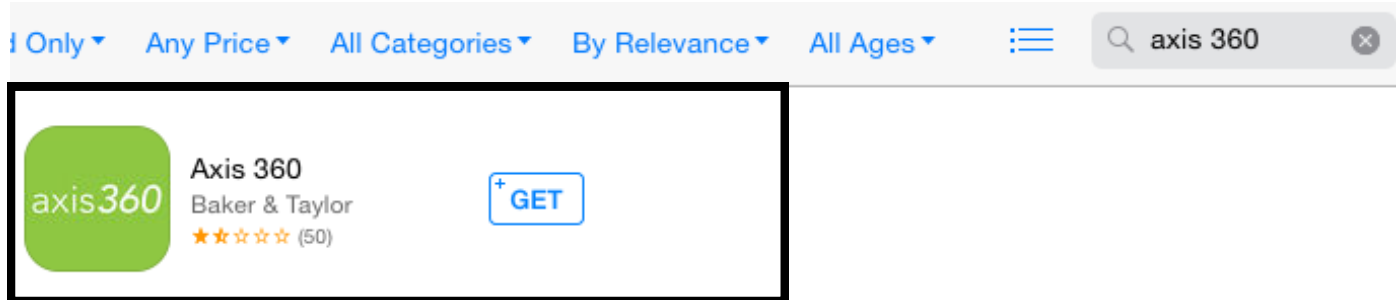 d Only Any Price All Categories By Relevance All Ages axis 360
axis360
Axis 360
Baker & Taylor
(50)
+GET